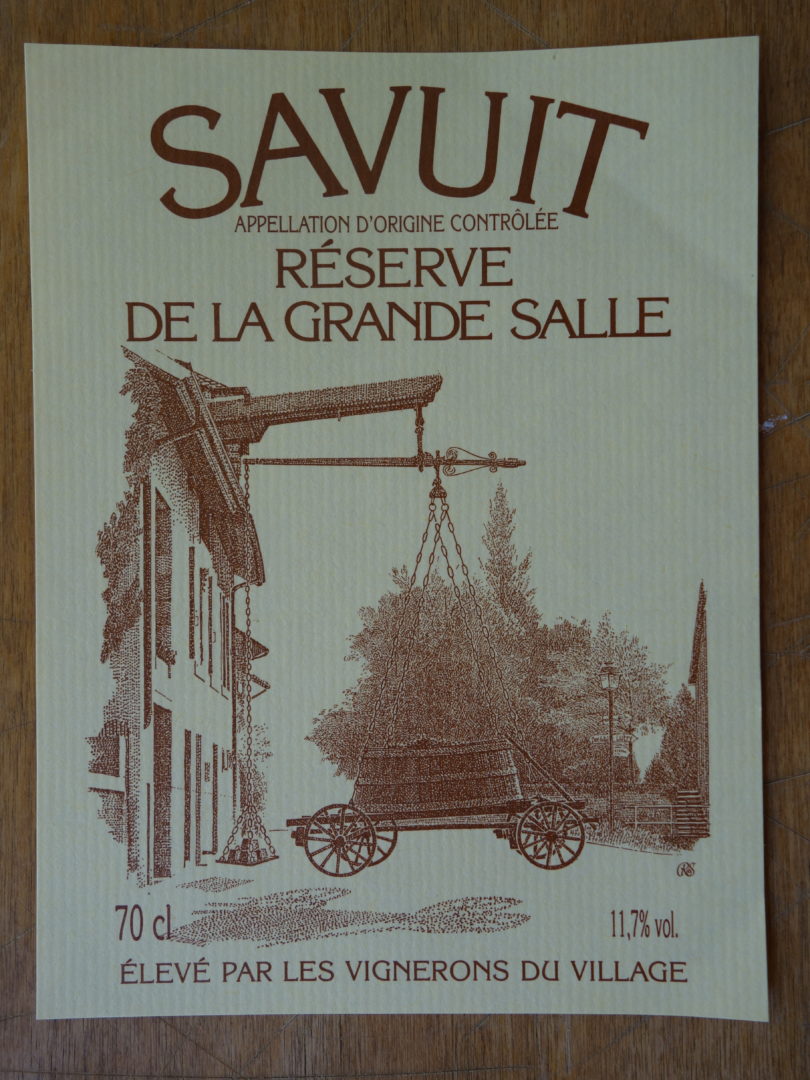 SAVUIT
APPELLATION D'ORIGINE CONTRÔLÉE
RÉSERVE
DE LA GRANDE SALLE
70 cl
11,7% vol.
ÉLEVÉ PAR LES VIGNERONS DU VILLAGE